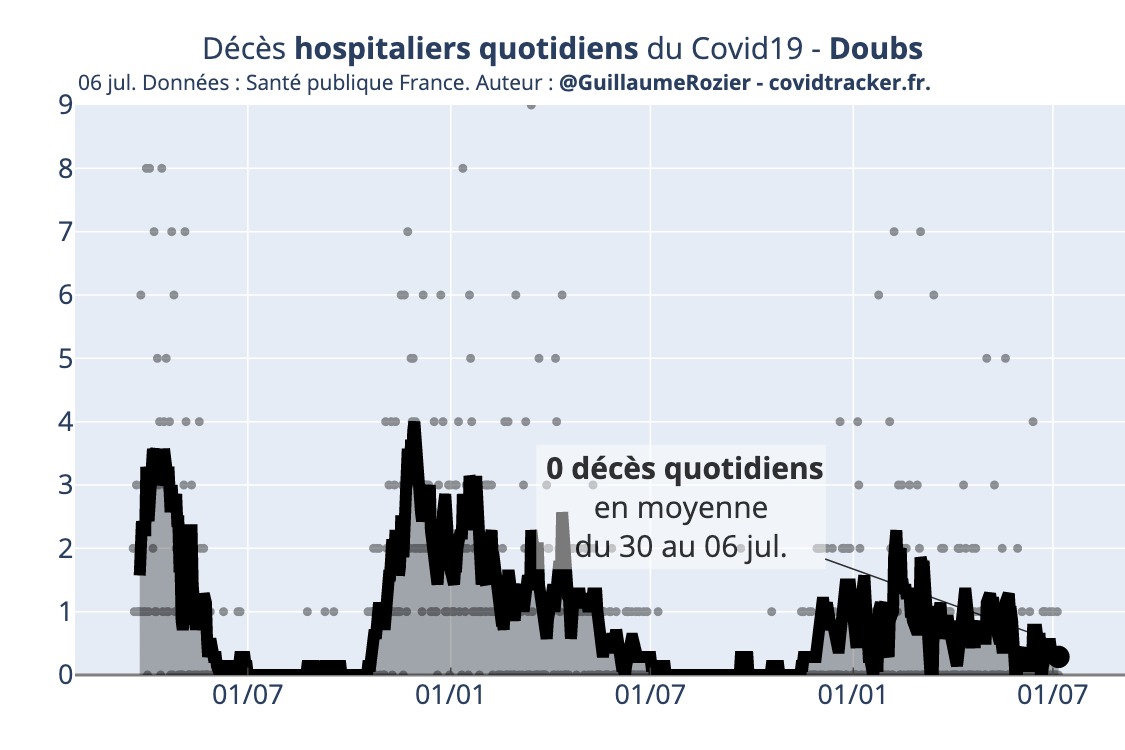 Décès hospitaliers quotidiens du Covid19 - Doubs
06 jul. Données : Santé publique France. Auteur : @GuillaumeRozier - covidtracker.fr.
9
8
7
6
5
4
3
2
1
0
0 décès quotidiens
en moyenne
du 30 au 06 jul.
01/07 01/01 01/07 01/01 01/07